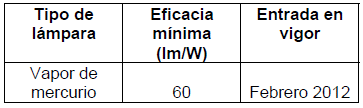 Tipo de Eficacia Entrada en
lámpara mínima vigor
(lm/W)
Vapor de
mercurio 60 Febrero 2012